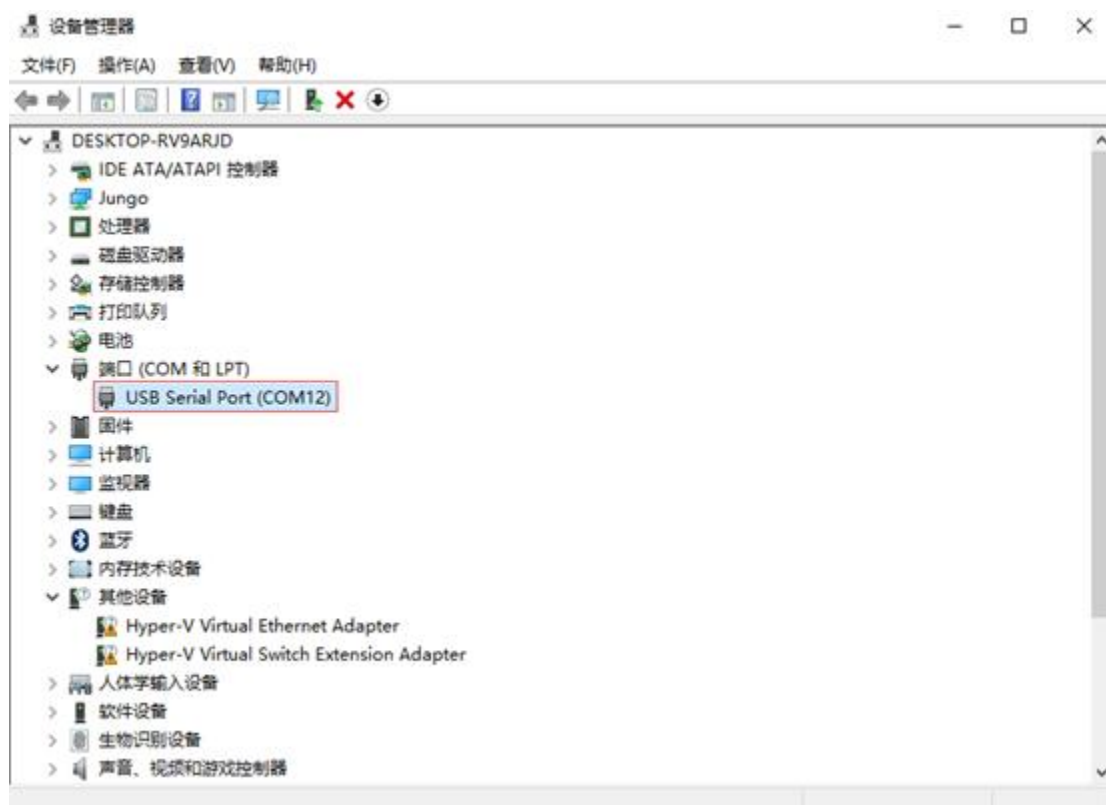 设备管理器
文件(F) 操作(A) 查看(V) 帮助(H)
DESKTOP-RV9ARJD
IDE ATA/ATAPI 控制器
Jungo
处理器
磁盘驱动器
存储控制器
打印队列
电池
端口 (COM 和 LPT)
USB Serial Port (COM12)
固件
计算机
监视器
键盘
蓝牙
内存技术设备
其他设备
Hyper-V Virtual Ethernet Adapter
Hyper-V Virtual Switch Extension Adapter
人体学输入设备
软件设备
生物识别设备
声音、视频和游戏控制器